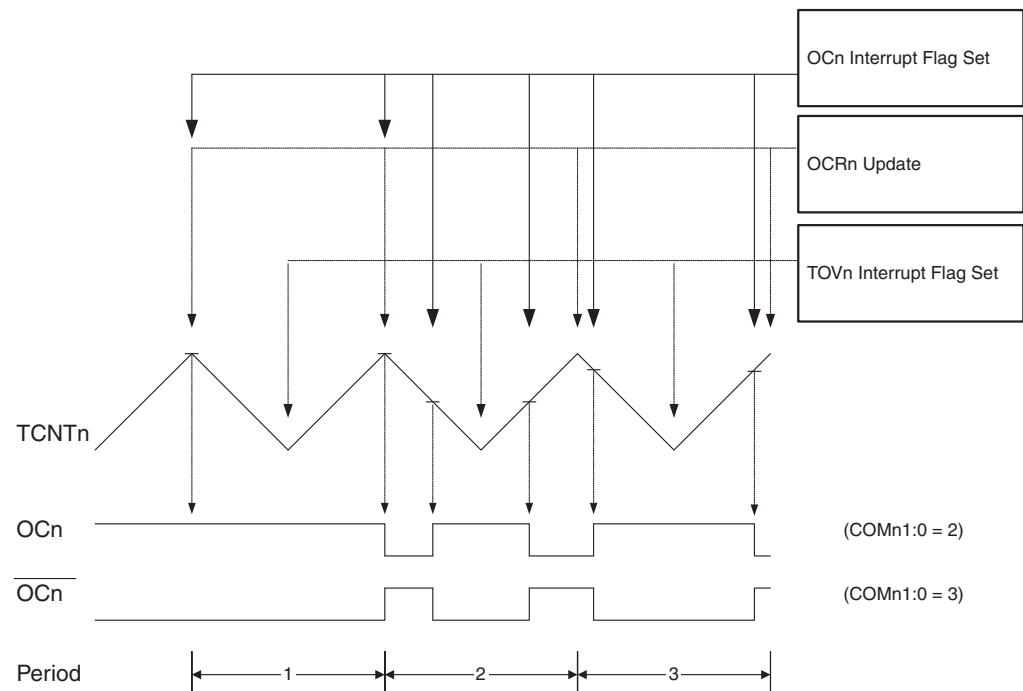 OCn Interrupt Flag Set
OCRn Update
TOVn Interrupt Flag Set
TCNTn
OCn
(COMn1:0 = 2)
OCn
(COMn1:0 = 3)
Period
1
2
3